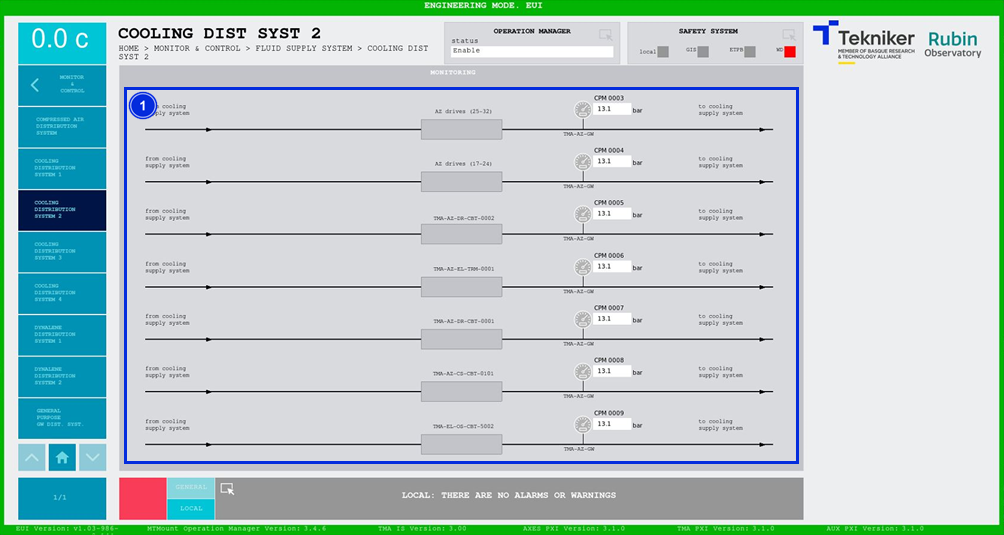 ENGINEERING MODE. EUI
0.0 c
COOLING DIST SYST 2
HOME > MONITOR & CONTROL > FLUID SUPPLY SYSTEM > COOLING DIST
SYST 2
OPERATION MANAGER
status
Enable
SAFETY SYSTEM
local
GIS
ETPB
WD
Tekniker
MEMBER OF BASQUE RESEARCH
& TECHNOLOGY ALLIANCE
Rubin
Observatory
MONITOR
&
CONTROL
COMPRESSED AIR
DISTRIBUTION
SYSTEM
COOLING
DISTRIBUTION
SYSTEM 1
COOLING
DISTRIBUTION
SYSTEM 2
COOLING
DISTRIBUTION
SYSTEM 3
COOLING
DISTRIBUTION
SYSTEM 4
DYNALENE
DISTRIBUTION
SYSTEM 1
DYNALENE
DISTRIBUTION
SYSTEM 2
GENERAL
PURPOSE
GW DIST. SYST.
1/1
MONITORING
1
cooling
supply system
AZ drives (25-32)
CPM 0003
13.1 bar
TMA-AZ-GW
to cooling
supply system
from cooling
supply system
AZ drives (17-24)
CPM 0004
13.1 bar
TMA-AZ-GW
to cooling
supply system
from cooling
supply system
TMA-AZ-DR-CBT-0002
CPM 0005
13.1 bar
TMA-AZ-GW
to cooling
supply system
from cooling
supply system
TMA-AZ-EL-TRM-0001
CPM 0006
13.1 bar
TMA-AZ-GW
to cooling
supply system
from cooling
supply system
TMA-AZ-DR-CBT-0001
CPM 0007
13.1 bar
TMA-AZ-GW
to cooling
supply system
from cooling
supply system
TMA-AZ-CS-CBT-0101
CPM 0008
13.1 bar
TMA-AZ-GW
to cooling
supply system
from cooling
supply system
TMA-EL-OS-CBT-5002
CPM 0009
13.1 bar
TMA-AZ-GW
to cooling
supply system
GENERAL
LOCAL
LOCAL: THERE ARE NO ALARMS OR WARNINGS
EUI Version: v1.03-986-
MTMount Operation Manager Version: 3.4.6
TMA IS Version: 3.00
AXES PXI Version: 3.1.0
TMA PXI Version: 3.1.0
AUX PXI Version: 3.1.0